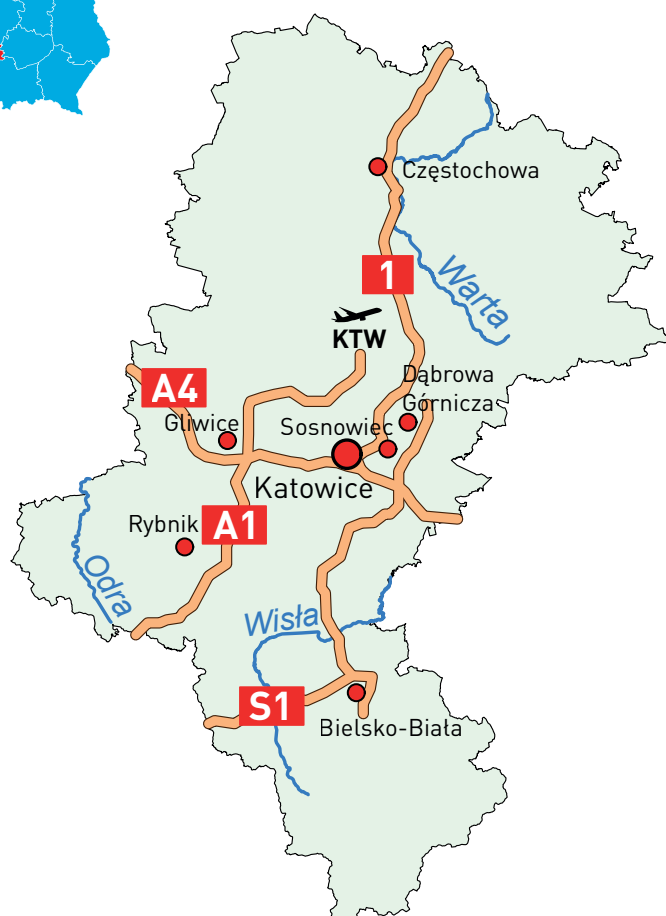 Częstochowa
1
Warta
KTW
Dąbrowa
Górnicza
A4
Gliwice
Sosnowiec
Katowice
Rybnik
A1
Odra
Wisła
S1
Bielsko-Biała